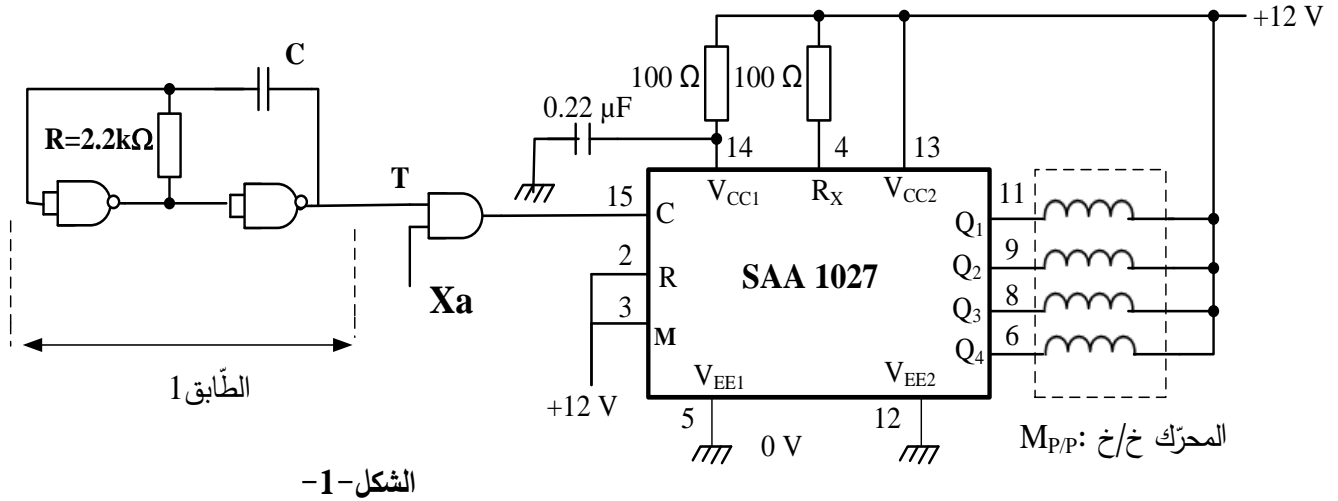 +12 V
C
100 Ω
100 Ω
0.22 µF
R=2.2kΩ
14
4
13
T
V_CC1
R_X
V_CC2
11
15
C
Q₁
9
2
R
SAA 1027
Q₂
Xa
8
3
M
Q₃
6
Q₄
V_EE1
V_EE2
الطّابق1
+12 V
5
0 V
12
المحرّك خ/خ: M_P/P
الشكل-1-